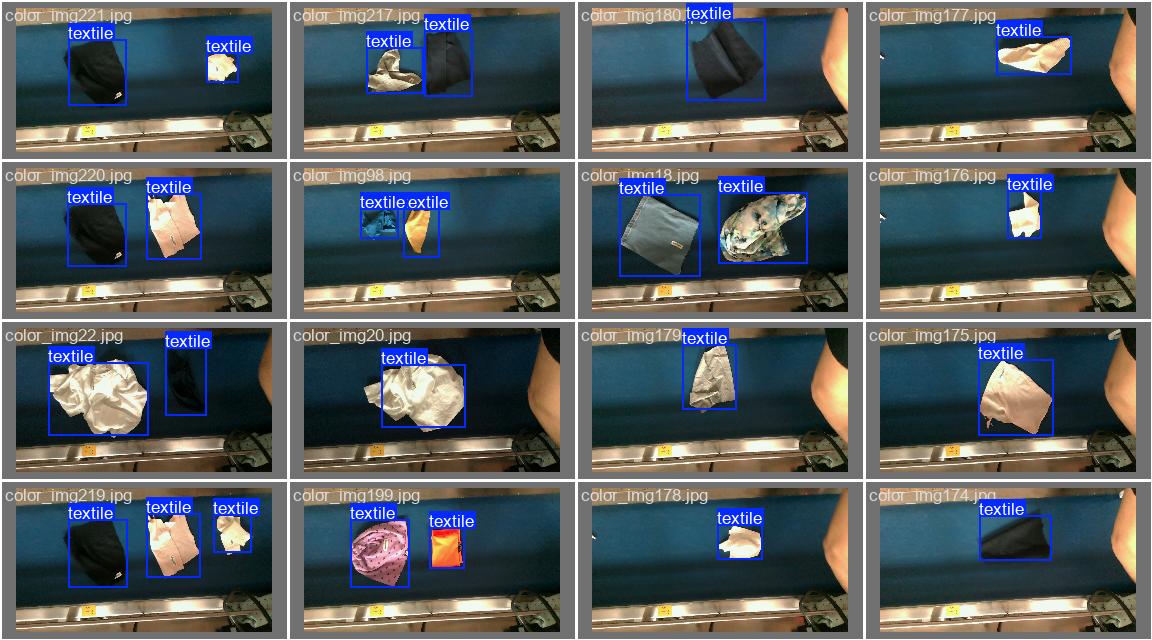 color_img221.jpg
textile
textile
color_img217.jpg
textile
color_img180.jpg
textile
color_img177.jpg
textile
color_img220.jpg
textile
textile
color_img98.jpg
textile
extile
color_img18.jpg
textile
textile
color_img176.jpg
textile
color_img22.jpg
textile
textile
color_img20.jpg
textile
color_img179
textile
color_img175.jpg
textile
color_img219.jpg
textile
textile
textile
color_img199.jpg
textile
textile
color_img178.jpg
textile
color_img174.jpg
textile